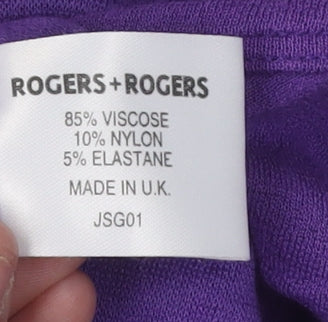 ROGERS+ROGERS
85% VISCOSE
10% NYLON
5% ELASTANE
MADE IN U.K.
JSG01